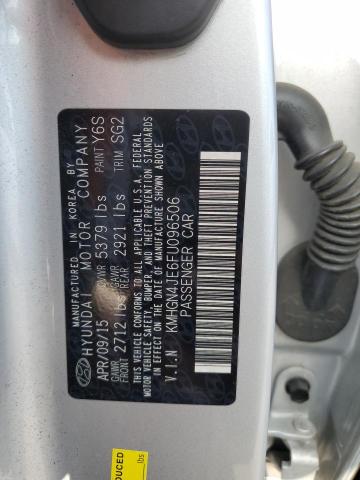 MANUFACTURED IN KOREA BY
HYUNDAI MOTOR COMPANY
APR/09/15 GVWR 5379 lbs PAINT Y6S
GAWR FRONT 2712 lbs GAWR REAR 2921 lbs TRIM SG2
THIS VEHICLE CONFORMS TO ALL APPLICABLE U.S.A FEDERAL
MOTOR VEHICLE SAFETY, BUMPER, AND THEFT PREVENTION STANDARDS
IN EFFECT ON THE DATE OF MANUFACTURE SHOWN ABOVE.
V.I.N KMHGN4JE6FU096506
PASSENGER CAR
DUCED
lbs